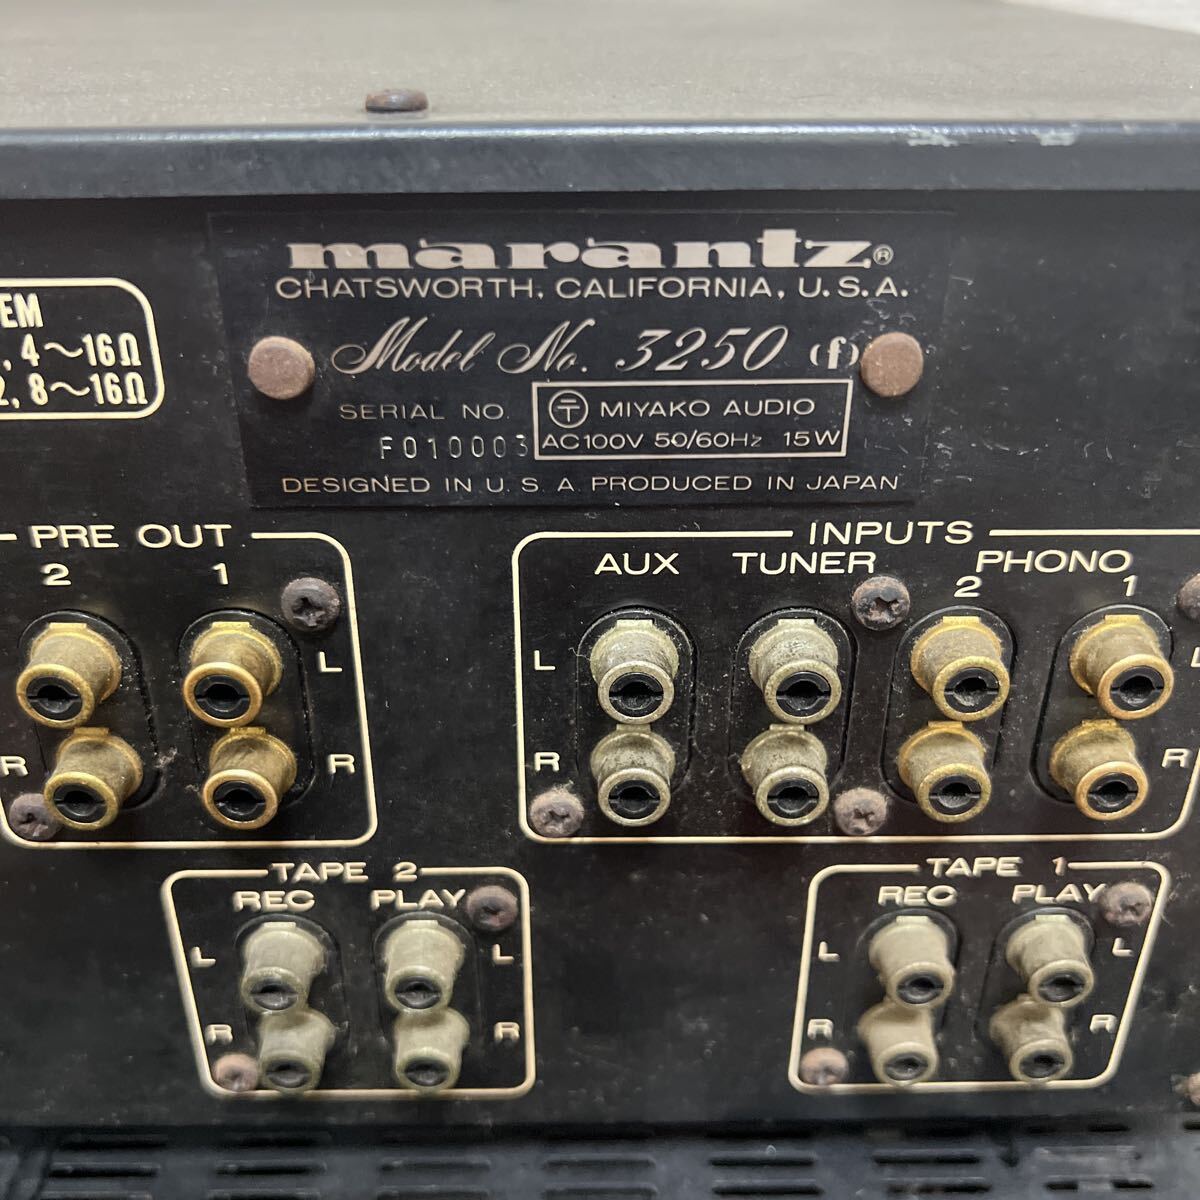 marantz®
CHATSWORTH, CALIFORNIA, U.S.A.
Model No. 3250 (f)
SERIAL NO. F010003
T MIYAKO AUDIO
AC100V 50/60Hz 15W
DESIGNED IN U.S.A. PRODUCED IN JAPAN
EM
, 4~16Ω
2, 8~16Ω
PRE OUT
2 1
L
R R
INPUTS
AUX TUNER PHONO
2 1
L L
R R
TAPE 2
REC PLAY
L L
R R
TAPE 1
REC PLAY
L L
R R